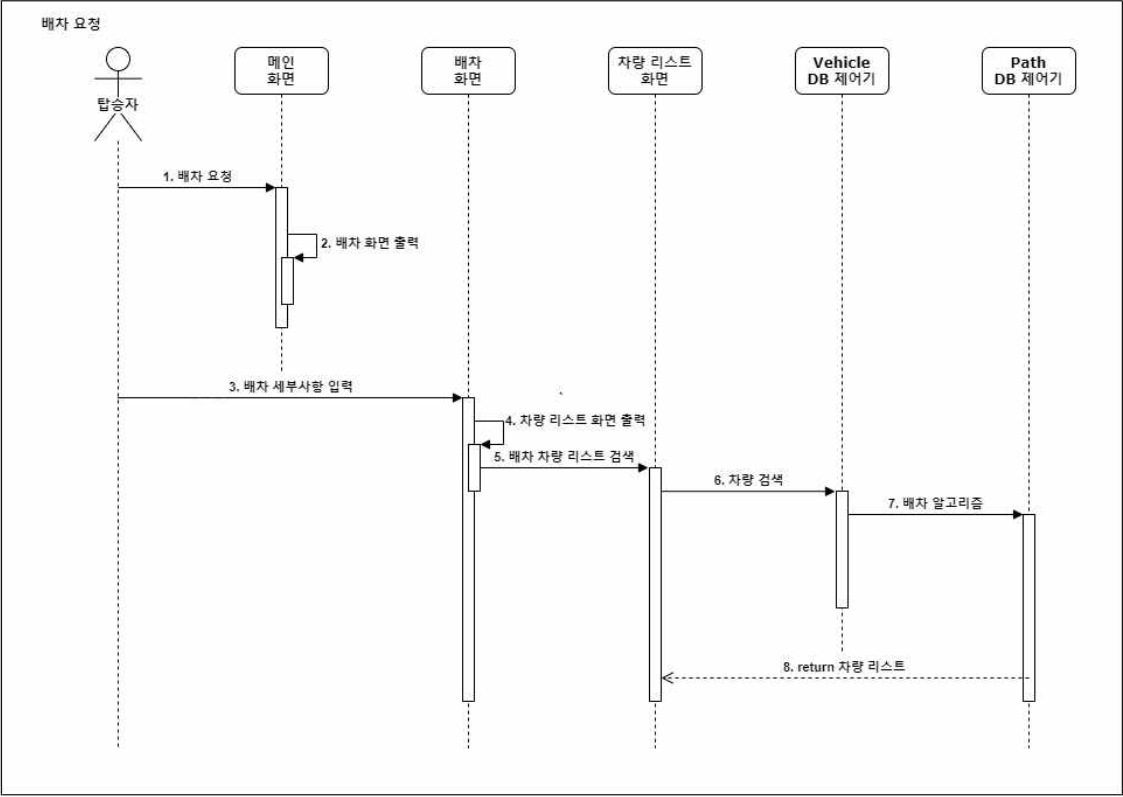 배차 요청
탑승자
메인
화면
배차
화면
차량 리스트
화면
Vehicle
DB 제어기
Path
DB 제어기
1. 배차 요청
2. 배차 화면 출력
3. 배차 세부사항 입력
4. 차량 리스트 화면 출력
5. 배차 차량 리스트 검색
6. 차량 검색
7. 배차 알고리즘
8. return 차량 리스트